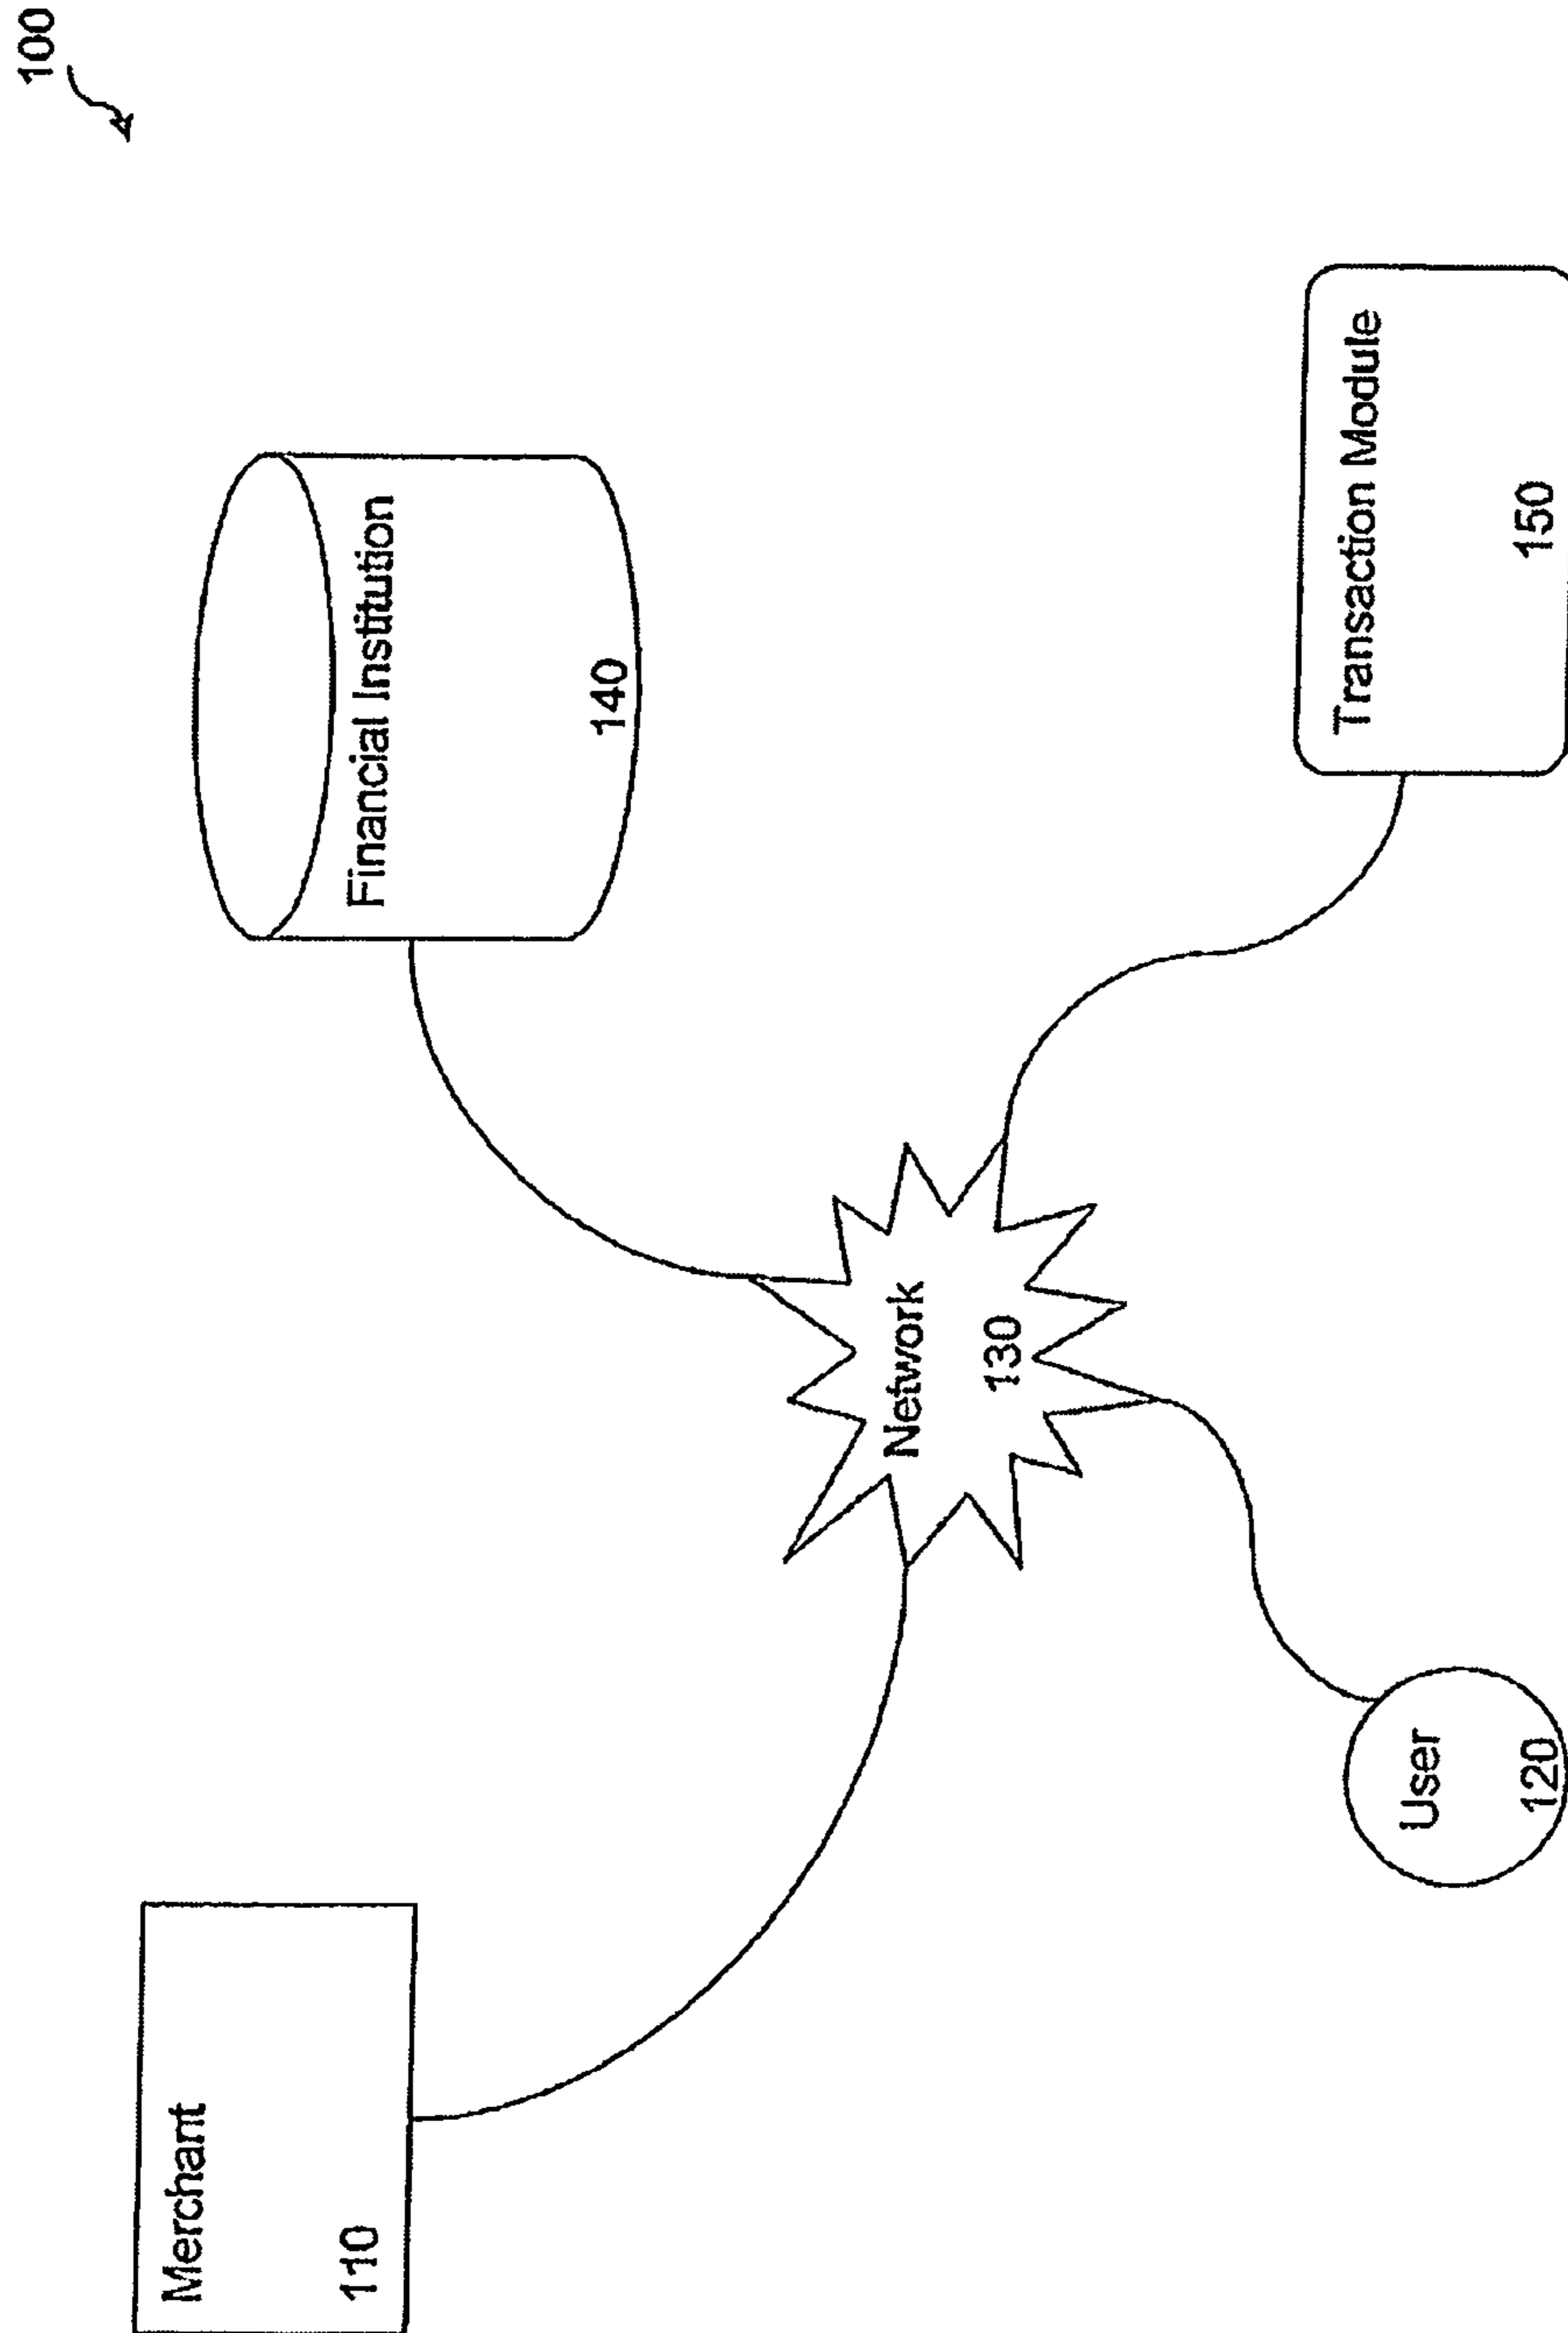 100
Merchant
110
Financial Institution
140
Network
130
User
120
Transaction Module
150